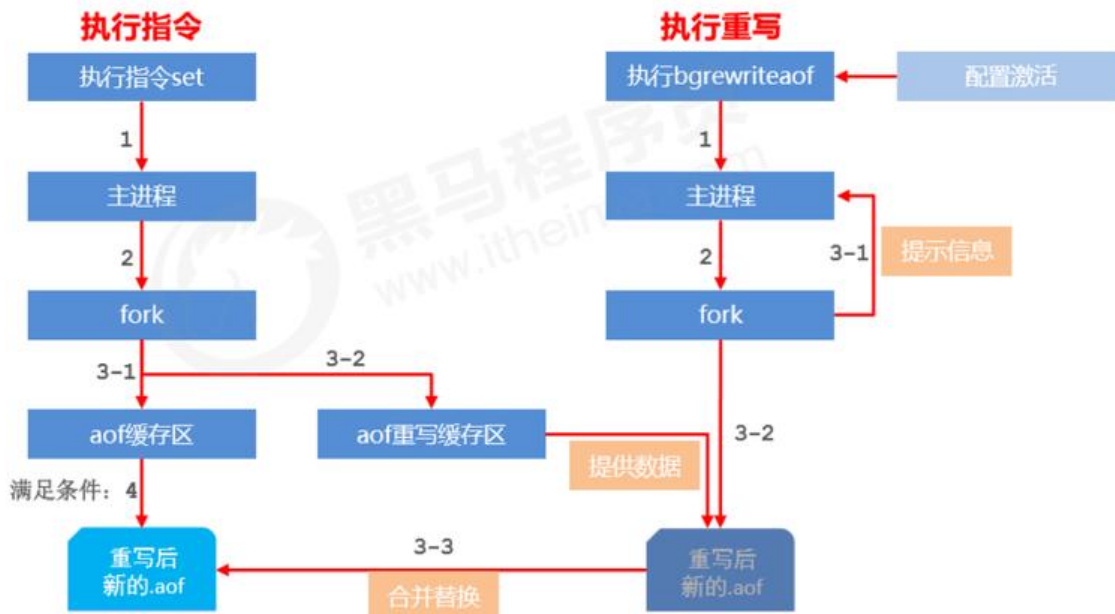 执行指令
执行重写
执行指令set
执行bgrewriteaof
配置激活
1
1
主进程
主进程
2
2
3-1
提示信息
fork
fork
3-1
3-2
aof缓存区
aof重写缓存区
3-2
提供数据
满足条件：4
重写后
新的.aof
3-3
合并替换
重写后
新的.aof
黑马程序员